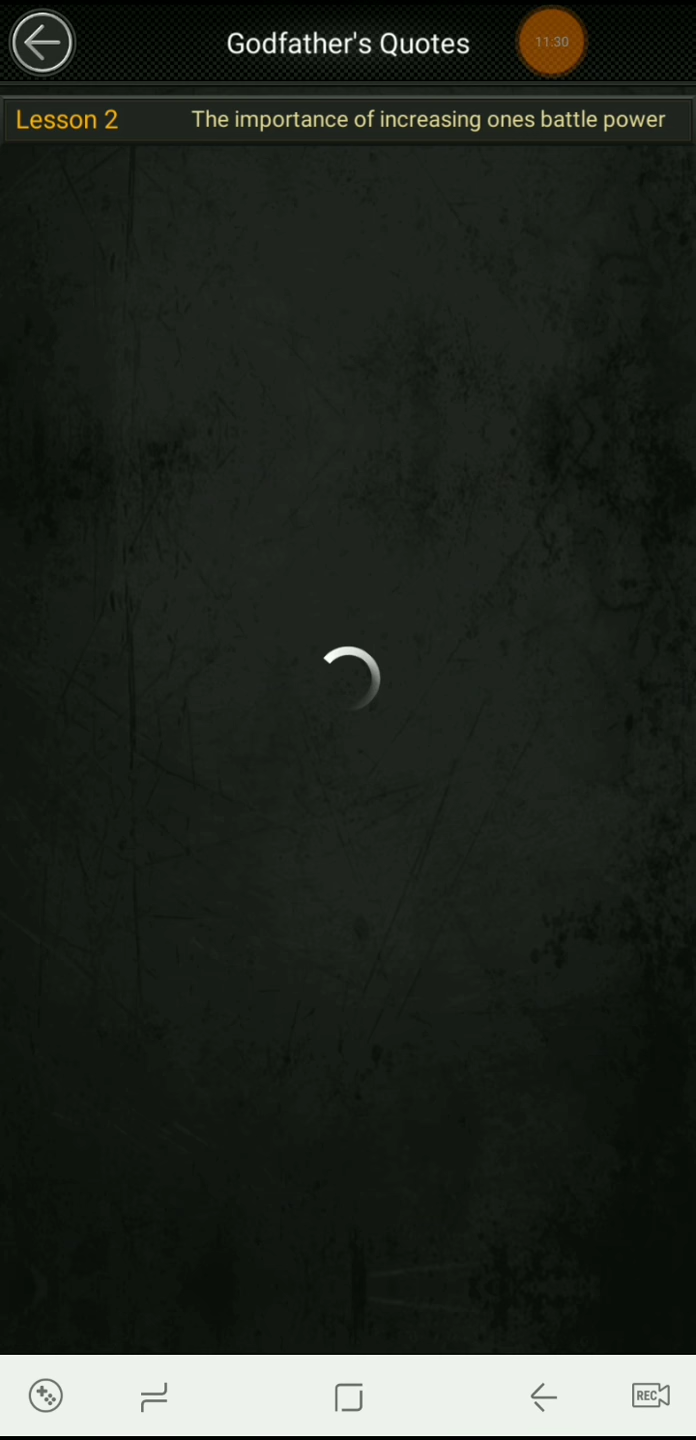 Godfather's Quotes
11:30
Lesson 2 The importance of increasing ones battle power
REC